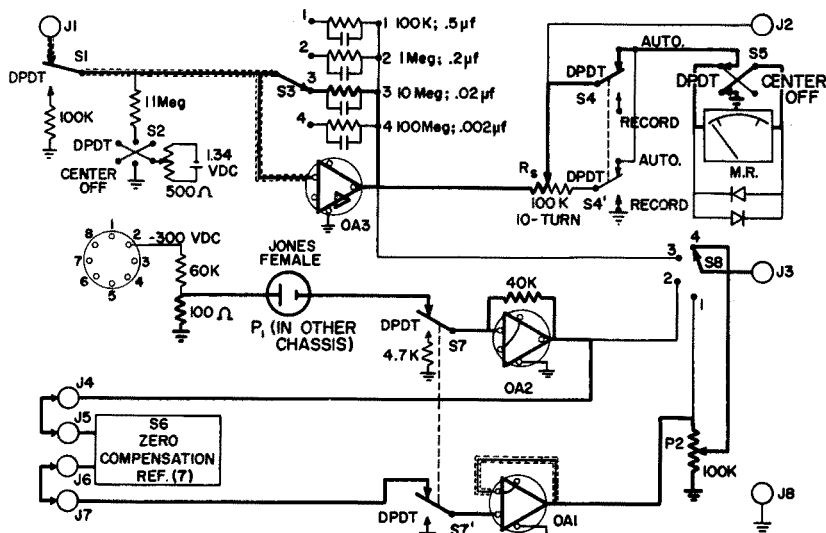 J1
S1
DPDT
100K
11Meg
DPDT
S2
CENTER
OFF
1.34
VDC
500Ω
1
1 100K; .5μf
2
2 1Meg; .2μf
S3
3
3 10Meg; .02μf
4
4 100Meg; .002μf
OA3
J2
AUTO.
DPDT
S4
RECORD
S5
DPDT
CENTER
OFF
M.R.
Rs
100K
10-TURN
DPDT
S4'
AUTO.
RECORD
1
2
3
4
5
6
7
8
-300 VDC
60K
100Ω
JONES
FEMALE
P1 (IN OTHER
CHASSIS)
DPDT
4.7K
S7
40K
OA2
4
3
S8
2
1
J3
J4
J5
S6
ZERO
COMPENSATION
REF. (7)
J6
J7
DPDT
S7'
OA1
P2
100K
J8